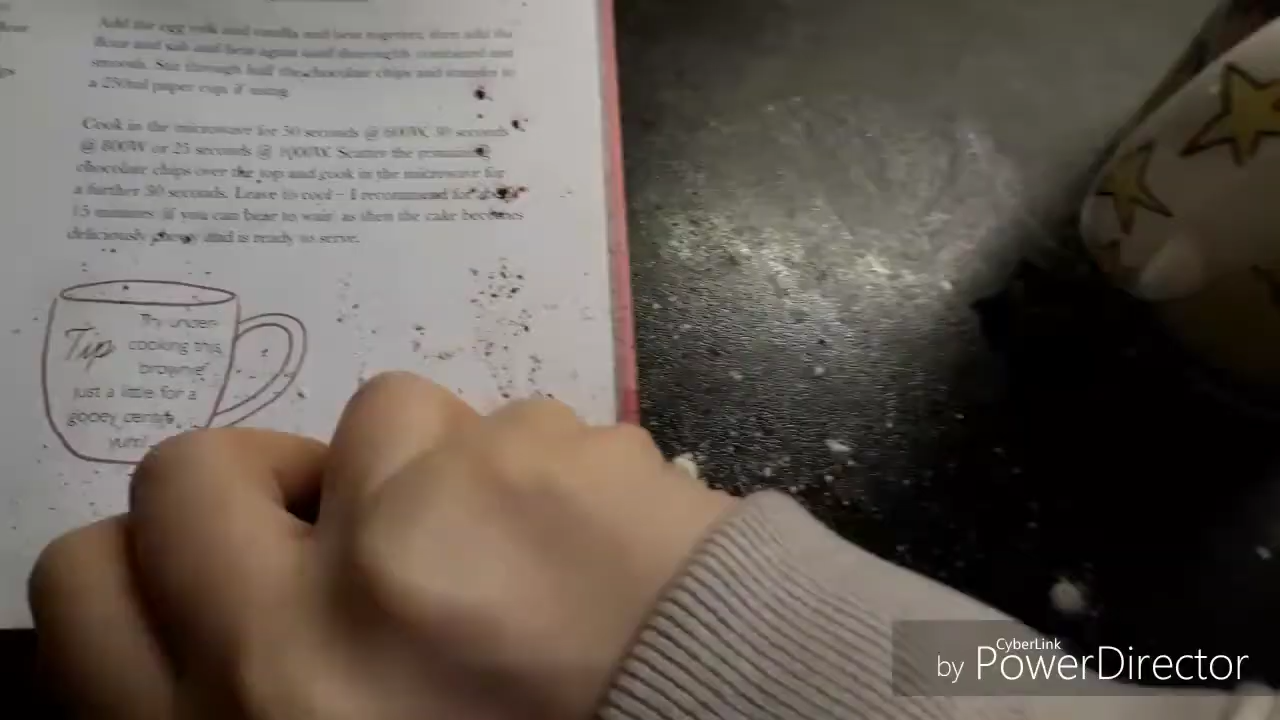 Add the egg yolk and vanilla and beat together, then add the
flour and salt and beat again until thoroughly combined and
smooth. Stir through half the chocolate chips and transfer to
a 250ml paper cup if using.
Cook in the microwave for 30 seconds @ 600W, 30 seconds
@ 800W or 25 seconds @ 1000W. Scatter the remaining
chocolate chips over the top and cook in the microwave for
a further 30 seconds. Leave to cool – I recommend for about
15 minutes if you can bear to wait as then the cake becomes
deliciously chewy and is ready to serve.
Tip
Try under-
cooking this
brownie
just a little for a
gooey centre,
yum!
CyberLink
by PowerDirector